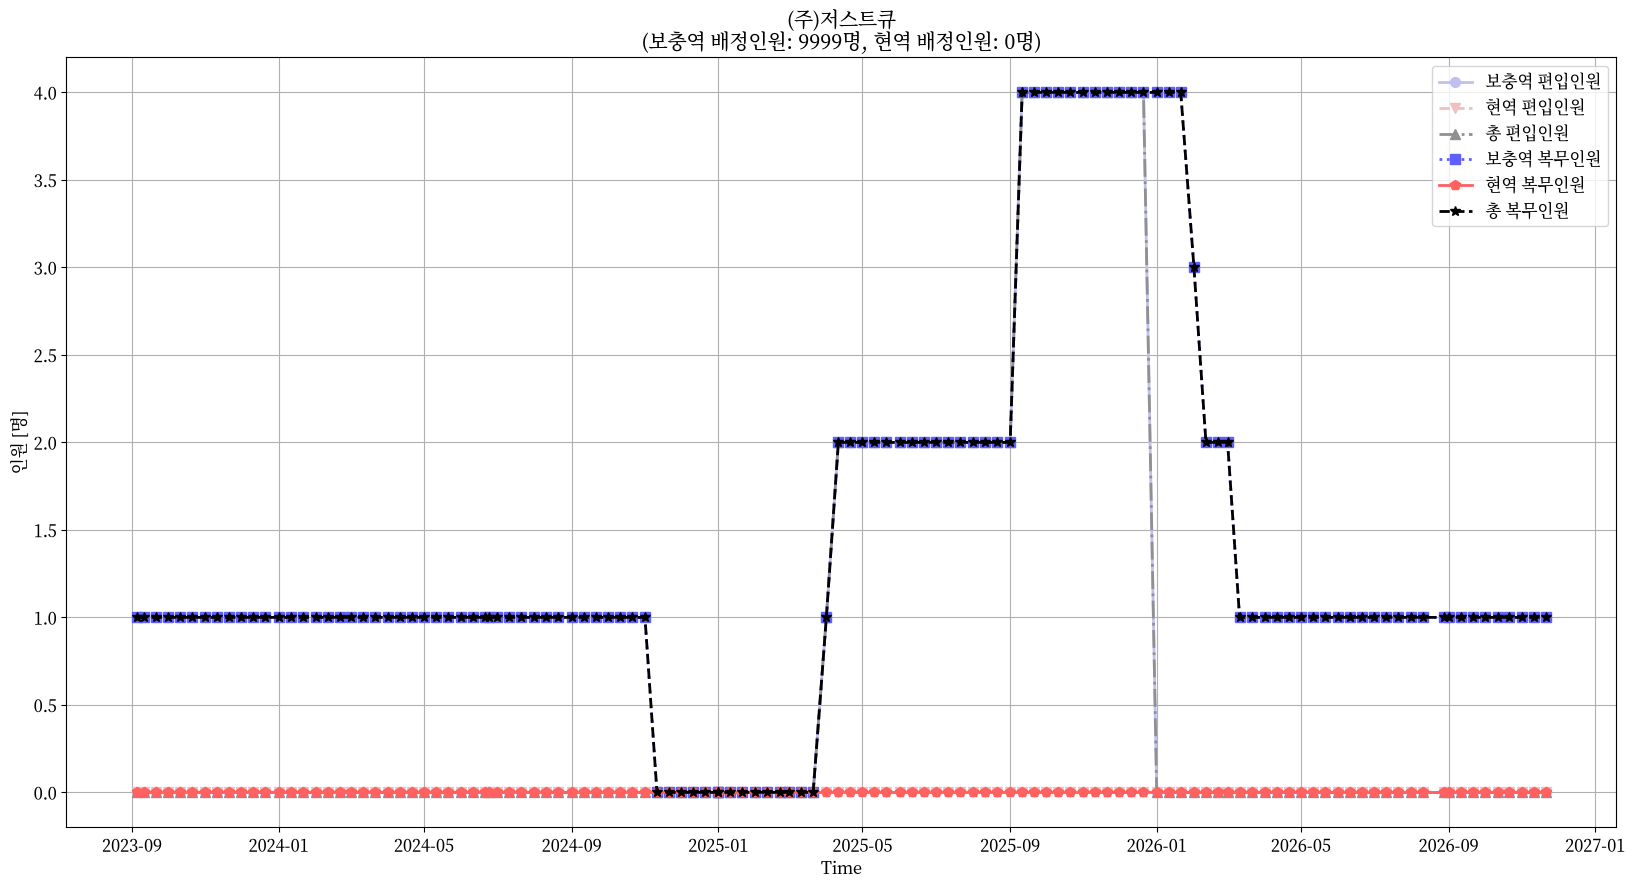 (주)저스트큐
(보충역 배정인원: 9999명, 현역 배정인원: 0명)
보충역 편입인원
현역 편입인원
총 편입인원
보충역 복무인원
현역 복무인원
총 복무인원
인원 [명]
4.0
3.5
3.0
2.5
2.0
1.5
1.0
0.5
0.0
2023-09 2024-01 2024-05 2024-09 2025-01 2025-05 2025-09 2026-01 2026-05 2026-09 2027-01
Time